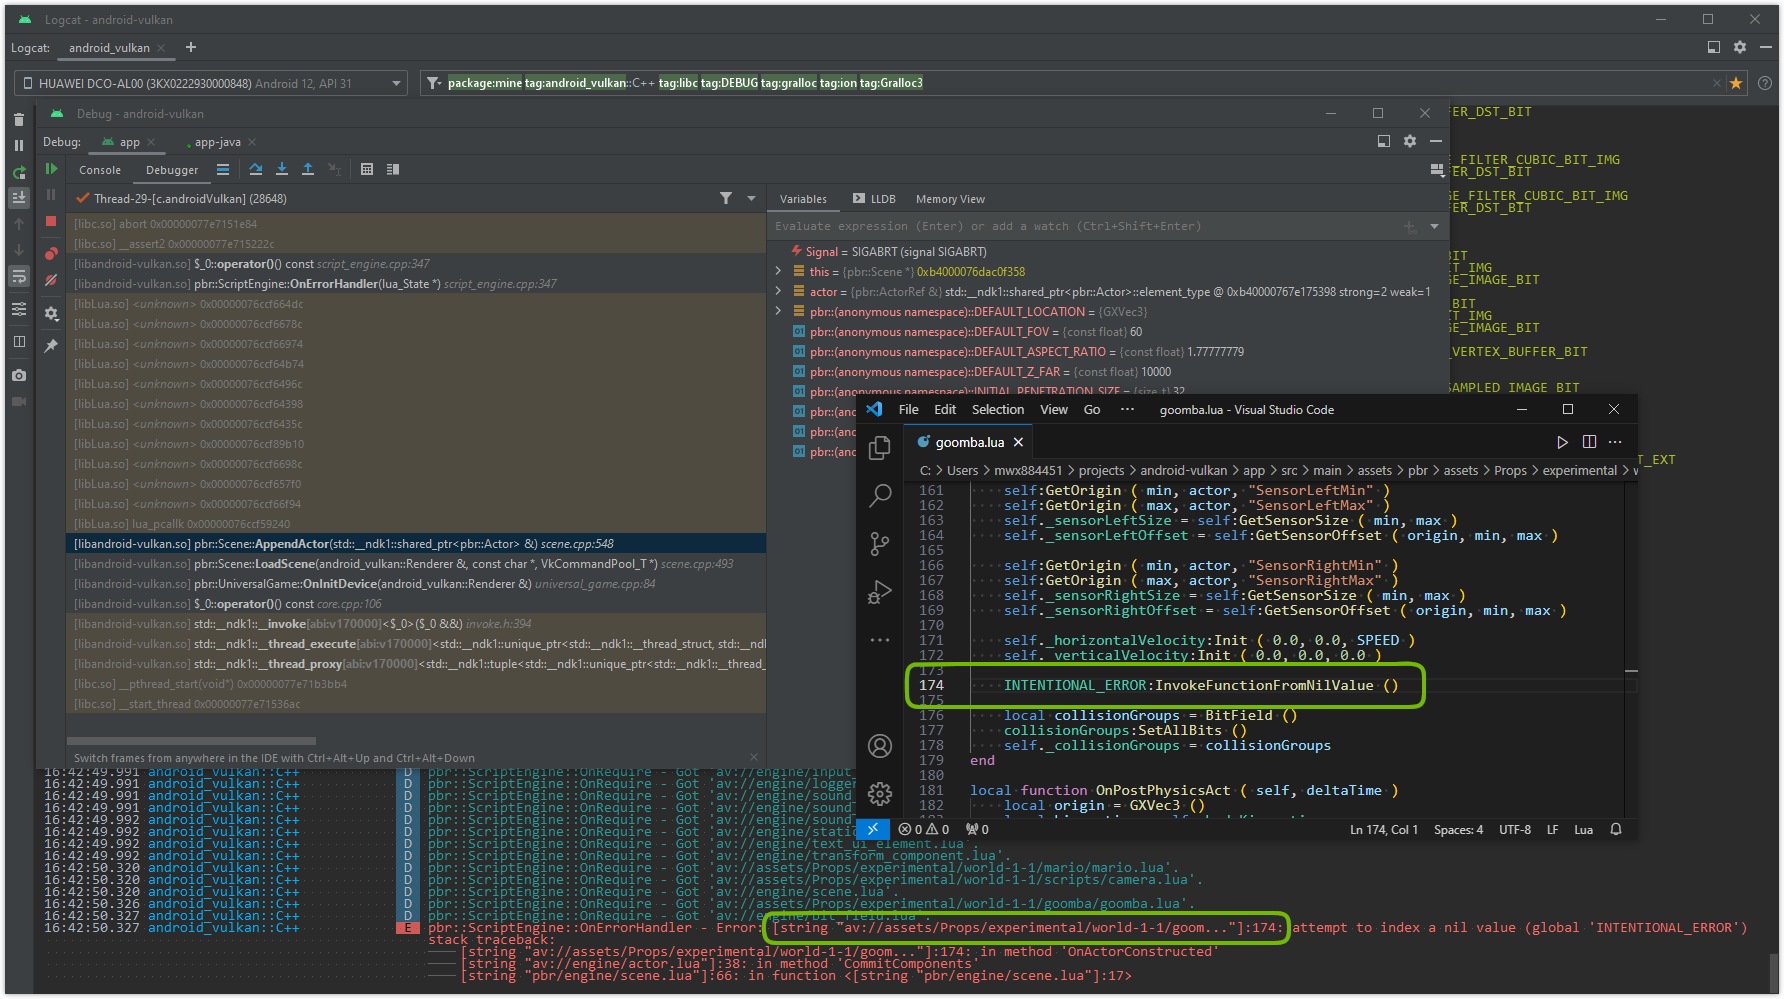 Logcat - android-vulkan
Logcat: android_vulkan
HUAWEI DCO-AL00 (3KX0222930000848) Android 12, API 31
package:mine tag:android_vulkan::C++ tag:libc tag:DEBUG tag:gralloc tag:ion tag:Gralloc3
Debug - android-vulkan
Debug: app app-java
Console Debugger
Thread-29-[c.androidVulkan] (28648)
[libc.so] abort 0x00000077e7151e84
[libc.so] __assert2 0x00000077e715222c
[libandroid-vulkan.so] $_0::operator()() const script_engine.cpp:347
[libandroid-vulkan.so] pbr::ScriptEngine::OnErrorHandler(lua_State *) script_engine.cpp:347
[libLua.so] <unknown> 0x00000076ccf664dc
[libLua.so] <unknown> 0x00000076ccf6678c
[libLua.so] <unknown> 0x00000076ccf66974
[libLua.so] <unknown> 0x00000076ccf64b74
[libLua.so] <unknown> 0x00000076ccf6496c
[libLua.so] <unknown> 0x00000076ccf64398
[libLua.so] <unknown> 0x00000076ccf6435c
[libLua.so] <unknown> 0x00000076ccf89b10
[libLua.so] <unknown> 0x00000076ccf6698c
[libLua.so] <unknown> 0x00000076ccf657f0
[libLua.so] <unknown> 0x00000076ccf66f94
[libLua.so] lua_pcallk 0x00000076ccf59240
[libandroid-vulkan.so] pbr::Scene::AppendActor(std::__ndk1::shared_ptr<pbr::Actor> &) scene.cpp:548
[libandroid-vulkan.so] pbr::Scene::LoadScene(android_vulkan::Renderer &, const char *, VkCommandPool_T *) scene.cpp:493
[libandroid-vulkan.so] pbr::UniversalGame::OnInitDevice(android_vulkan::Renderer &) universal_game.cpp:84
[libandroid-vulkan.so] $_0::operator()() const core.cpp:106
[libandroid-vulkan.so] std::__ndk1::__invoke[abi:v170000]<$_0>($_0 &&) invoke.h:394
[libandroid-vulkan.so] std::__ndk1::__thread_execute[abi:v170000]<std::__ndk1::unique_ptr<std::__ndk1::__thread_struct, std::__n
[libandroid-vulkan.so] std::__ndk1::__thread_proxy[abi:v170000]<std::__ndk1::tuple<std::__ndk1::unique_ptr<std::__ndk1::__thread_
[libc.so] __pthread_start(void*) 0x00000077e71b3bb4
[libc.so] __start_thread 0x00000077e71536ac
Switch frames from anywhere in the IDE with Ctrl+Alt+Up and Ctrl+Alt+Down
Variables LLDB Memory View
Evaluate expression (Enter) or add a watch (Ctrl+Shift+Enter)
Signal = SIGABRT (signal SIGABRT)
this = {pbr::Scene *} 0xb4000076dac0f358
actor = {pbr::ActorRef &} std::__ndk1::shared_ptr<pbr::Actor>::element_type @ 0xb40000767e175398 strong=2 weak=1
pbr::(anonymous namespace)::DEFAULT_LOCATION = {GXVec3}
pbr::(anonymous namespace)::DEFAULT_FOV = {const float} 60
pbr::(anonymous namespace)::DEFAULT_ASPECT_RATIO = {const float} 1.77777779
pbr::(anonymous namespace)::DEFAULT_Z_FAR = {const float} 10000
pbr::(anonymous namespace)::INITIAL_PENETRATION_SIZE = {size_t} 32
pbr::(and
pbr::(and
pbr::(and
ER_DST_BIT
E_FILTER_CUBIC_BIT_IMG
ER_DST_BIT
GE_FILTER_CUBIC_BIT_IMG
ER_DST_BIT
BIT
IT_IMG
GE_IMAGE_BIT
BIT
IT_IMG
GE_IMAGE_BIT
VERTEX_BUFFER_BIT
SAMPLED_IMAGE_BIT
T_EXT
File Edit Selection View Go ··· goomba.lua - Visual Studio Code
goomba.lua
C: > Users > mwx884451 > projects > android-vulkan > app > src > main > assets > pbr > assets > Props > experimental > w
161 self:GetOrigin ( min, actor, "SensorLeftMin" )
162 self:GetOrigin ( max, actor, "SensorLeftMax" )
163 self._sensorLeftSize = self:GetSensorSize ( min, max )
164 self._sensorLeftOffset = self:GetSensorOffset ( origin, min, max )
165
166 self:GetOrigin ( min, actor, "SensorRightMin" )
167 self:GetOrigin ( max, actor, "SensorRightMax" )
168 self._sensorRightSize = self:GetSensorSize ( min, max )
169 self._sensorRightOffset = self:GetSensorOffset ( origin, min, max )
170
171 self._horizontalVelocity:Init ( 0.0, 0.0, SPEED )
172 self._verticalVelocity:Init ( 0.0, 0.0, 0.0 )
173
174 INTENTIONAL_ERROR:InvokeFunctionFromNilValue ()
175
176 local collisionGroups = BitField ()
177 collisionGroups:SetAllBits ()
178 self._collisionGroups = collisionGroups
179 end
180
181 local function OnPostPhysicsAct ( self, deltaTime )
182 local origin = GXVec3 ()
0 0 0 Ln 174, Col 1 Spaces: 4 UTF-8 LF Lua
16:42:49.991 android_vulkan::C++ D pbr::ScriptEngine::OnRequire - Got 'av://engine/input_
16:42:49.991 android_vulkan::C++ D pbr::ScriptEngine::OnRequire - Got 'av://engine/logger
16:42:49.991 android_vulkan::C++ D pbr::ScriptEngine::OnRequire - Got 'av://engine/sound_
16:42:49.992 android_vulkan::C++ D pbr::ScriptEngine::OnRequire - Got 'av://engine/sound_
16:42:49.992 android_vulkan::C++ D pbr::ScriptEngine::OnRequire - Got 'av://engine/static
16:42:49.992 android_vulkan::C++ D pbr::ScriptEngine::OnRequire - Got 'av://engine/text_ui_element.lua'.
16:42:49.992 android_vulkan::C++ D pbr::ScriptEngine::OnRequire - Got 'av://engine/transform_component.lua'.
16:42:50.320 android_vulkan::C++ D pbr::ScriptEngine::OnRequire - Got 'av://assets/Props/experimental/world-1-1/mario/mario.lua'.
16:42:50.320 android_vulkan::C++ D pbr::ScriptEngine::OnRequire - Got 'av://assets/Props/experimental/world-1-1/scripts/camera.lua'.
16:42:50.320 android_vulkan::C++ D pbr::ScriptEngine::OnRequire - Got 'av://engine/scene.lua'.
16:42:50.326 android_vulkan::C++ D pbr::ScriptEngine::OnRequire - Got 'av://assets/Props/experimental/world-1-1/goomba/goomba.lua'.
16:42:50.327 android_vulkan::C++ D pbr::ScriptEngine::OnRequire - Got 'av://engine/bit_field.lua'.
16:42:50.327 android_vulkan::C++ E pbr::ScriptEngine::OnErrorHandler - Error: [string "av://assets/Props/experimental/world-1-1/goom..."]:174: attempt to index a nil value (global 'INTENTIONAL_ERROR')
stack traceback:
[string "av://assets/Props/experimental/world-1-1/goom..."]:174: in method 'OnActorConstructed'
[string "av://engine/actor.lua"]:38: in method 'CommitComponents'
[string "pbr/engine/scene.lua"]:66: in function <[string "pbr/engine/scene.lua"]:17>